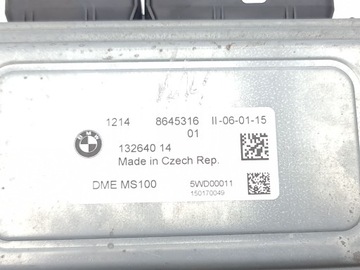 1214 8645316 II-06-01-15
01
132640 14
Made in Czech Rep.
DME MS100 5WD00011
150170049